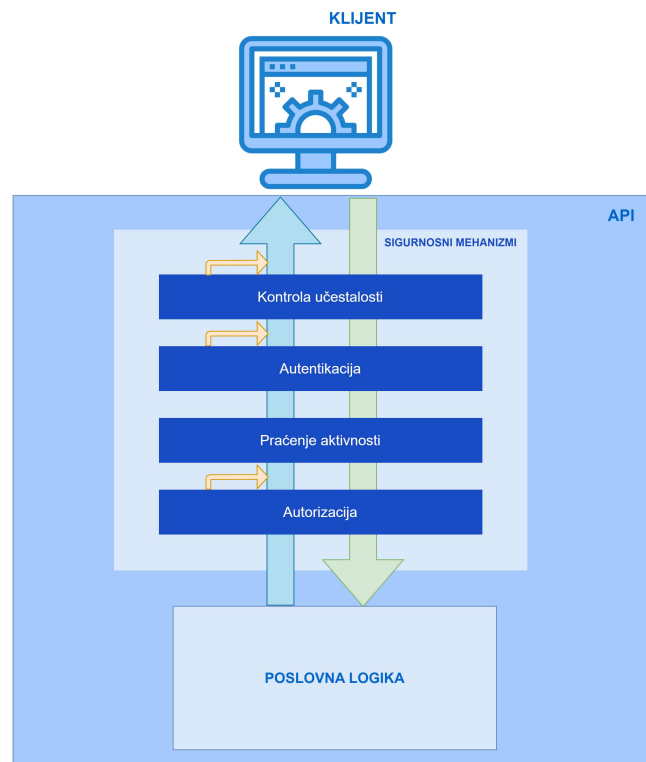 KLIJENT
API
SIGURNOSNI MEHANIZMI
Kontrola učestalosti
Autentikacija
Praćenje aktivnosti
Autorizacija
POSLOVNA LOGIKA